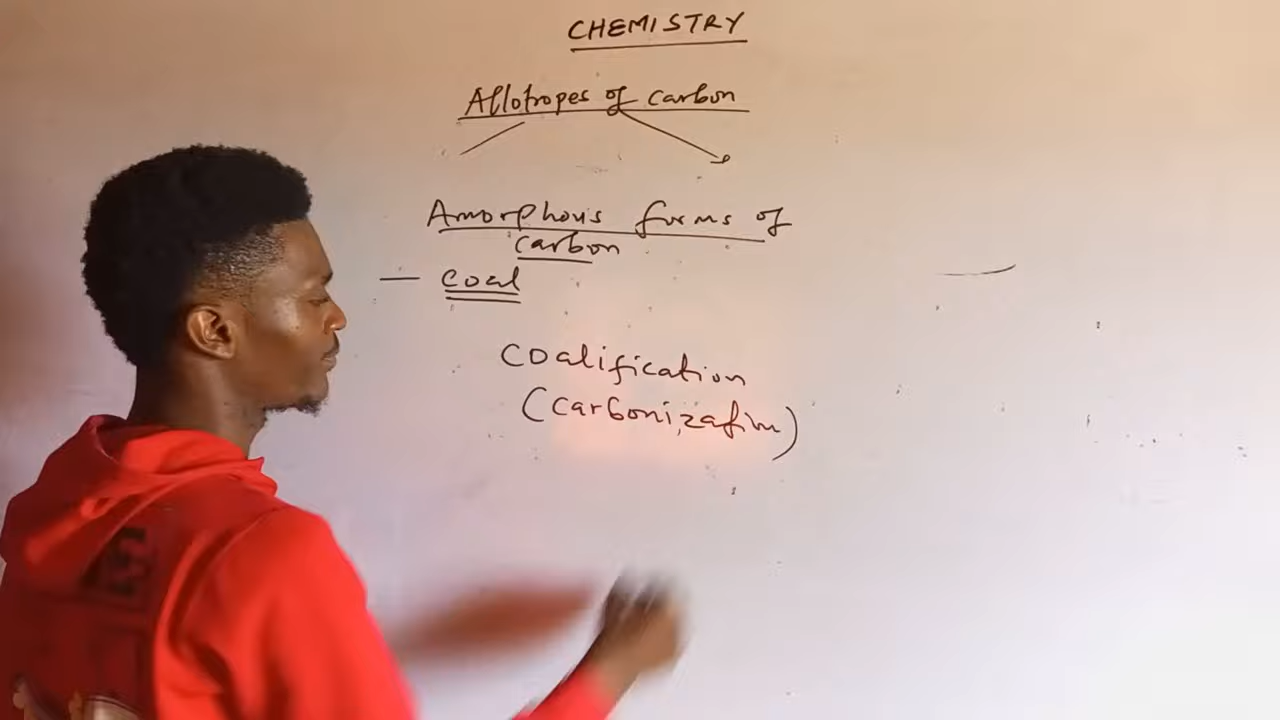 CHEMISTRY
Allotropes of carbon
Amorphous forms of
carbon
— coal
Coalification
(carbonization)